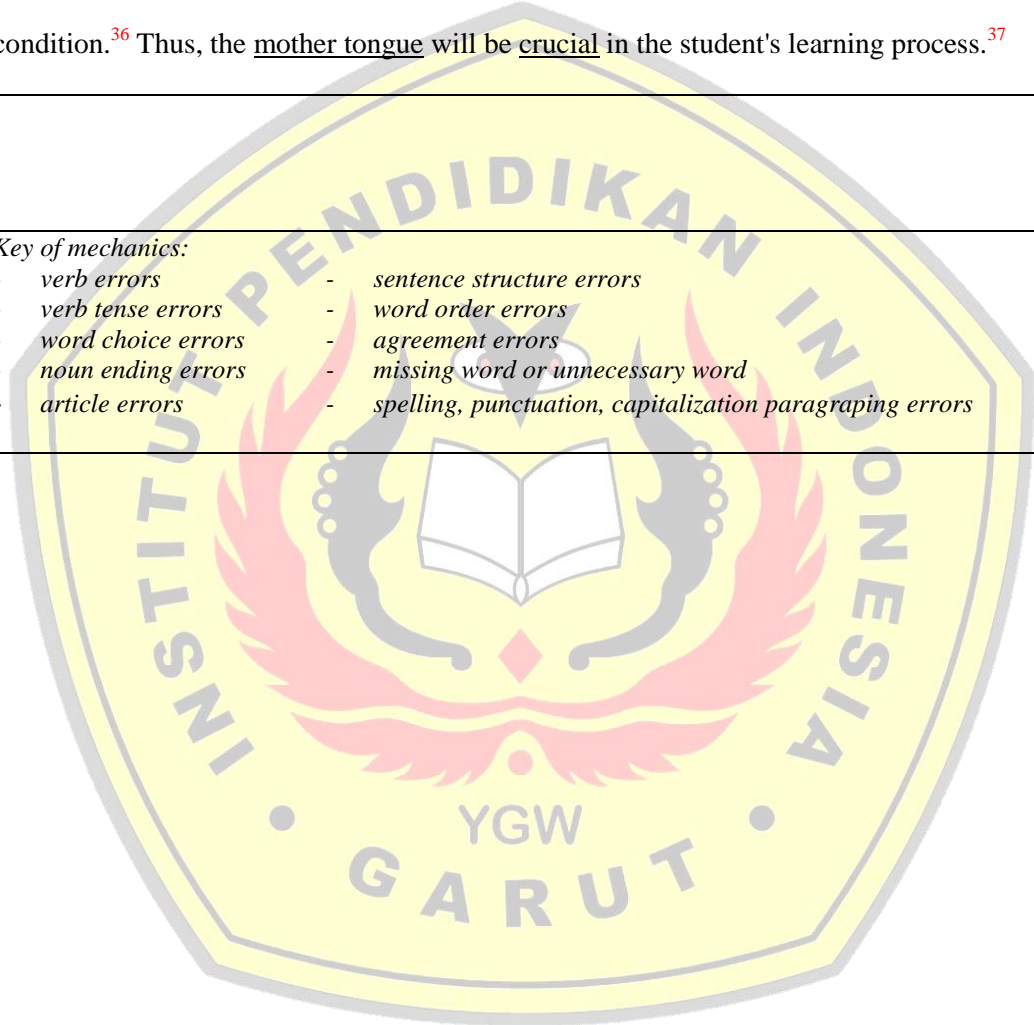 condition.36 Thus, the mother tongue will be crucial in the student's learning process.37
Key of mechanics:
- verb errors - sentence structure errors
- verb tense errors - word order errors
- word choice errors - agreement errors
- noun ending errors - missing word or unnecessary word
- article errors - spelling, punctuation, capitalization paragraping errors
INSTITUT PENDIDIKAN INDONESIA
YGW
GARUT